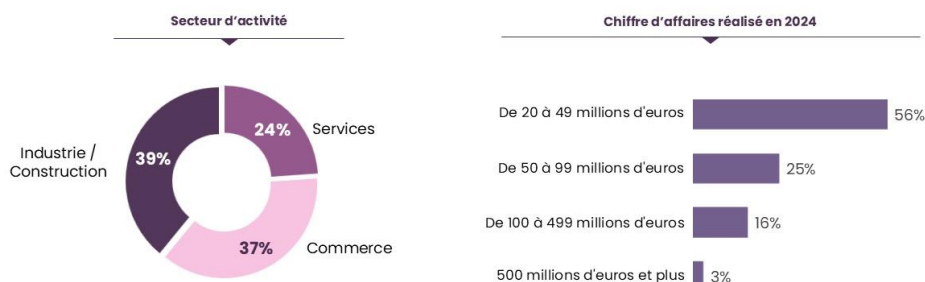 Secteur d’activité
24%
Services
39%
Industrie /
Construction
37%
Commerce
Chiffre d’affaires réalisé en 2024
De 20 à 49 millions d'euros
56%
De 50 à 99 millions d'euros
25%
De 100 à 499 millions d'euros
16%
500 millions d'euros et plus
3%